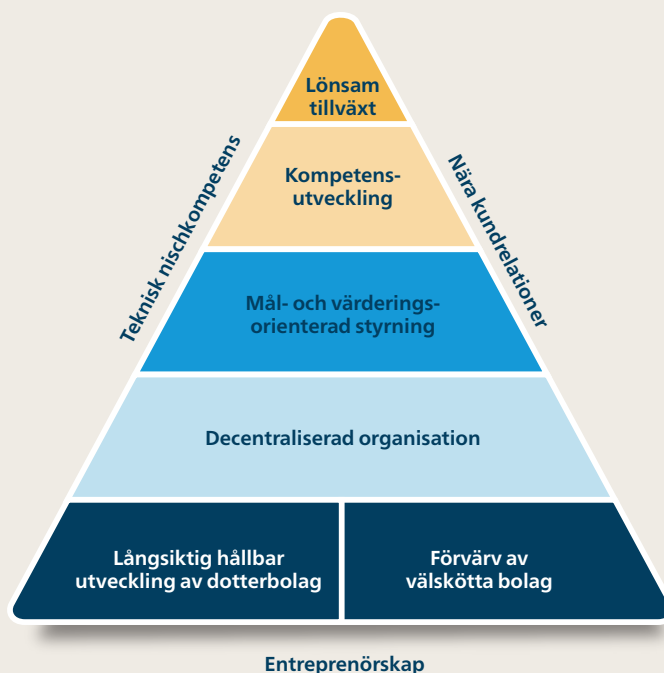 Lönsam
tillväxt
Kompetens-
utveckling
Teknisk nischkompetens
Nära kundrelationer
Mål- och värderings-
orienterad styrning
Decentraliserad organisation
Långsiktig hållbar
utveckling av dotterbolag
Förvärv av
välskötta bolag
Entreprenörskap